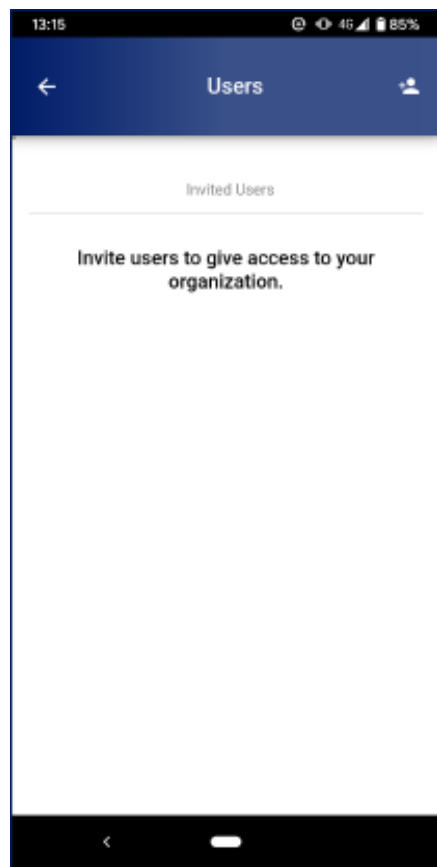 13:15 4G 85%
Users
Invited Users
Invite users to give access to your
organization.